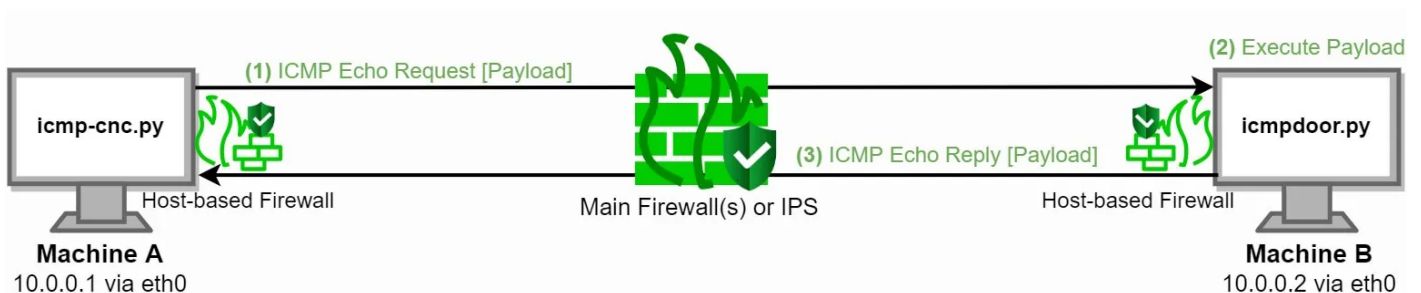 (1) ICMP Echo Request [Payload]
(2) Execute Payload
icmp-cnc.py
icmpdoor.py
(3) ICMP Echo Reply [Payload]
Host-based Firewall
Main Firewall(s) or IPS
Host-based Firewall
Machine A
10.0.0.1 via eth0
Machine B
10.0.0.2 via eth0